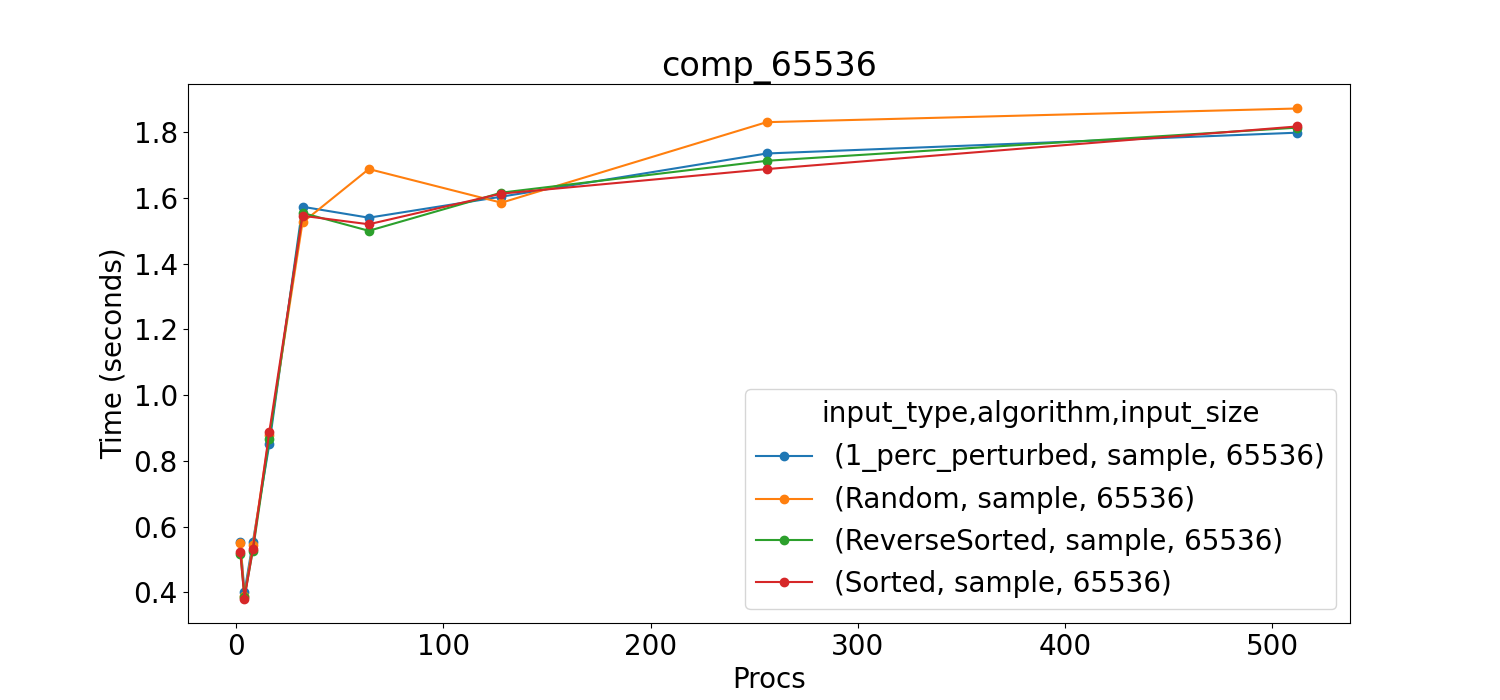 comp_65536
1.8
1.6
1.4
1.2
1.0
0.8
0.6
0.4
Time (seconds)
input_type,algorithm,input_size
(1_perc_perturbed, sample, 65536)
(Random, sample, 65536)
(ReverseSorted, sample, 65536)
(Sorted, sample, 65536)
0 100 200 300 400 500
Procs